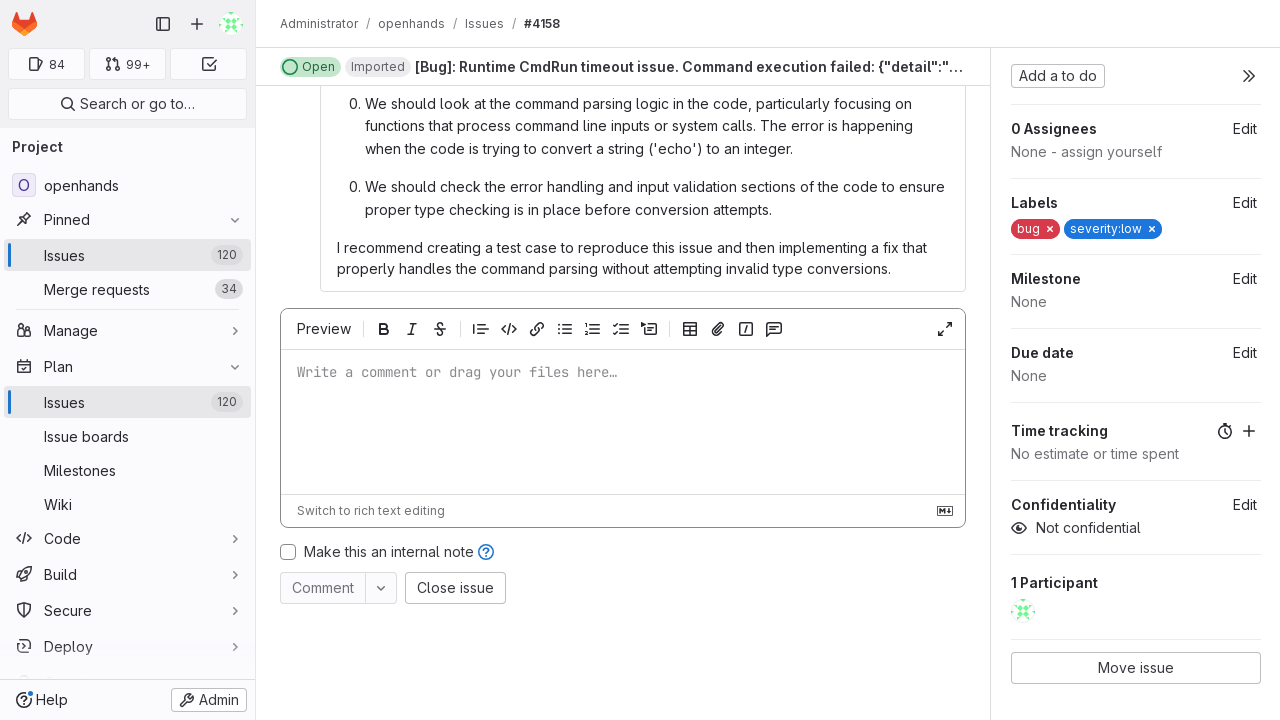 Administrator / openhands / Issues / #4158
84
99+
Search or go to…
Project
O openhands
Pinned
Issues 120
Merge requests 34
Manage
Plan
Issues 120
Issue boards
Milestones
Wiki
Code
Build
Secure
Deploy
Help
Admin
Open Imported [Bug]: Runtime CmdRun timeout issue. Command execution failed: {"detail":"…
0. We should look at the command parsing logic in the code, particularly focusing on
functions that process command line inputs or system calls. The error is happening
when the code is trying to convert a string ('echo') to an integer.
0. We should check the error handling and input validation sections of the code to ensure
proper type checking is in place before conversion attempts.
I recommend creating a test case to reproduce this issue and then implementing a fix that
properly handles the command parsing without attempting invalid type conversions.
Preview
Write a comment or drag your files here…
Switch to rich text editing
Make this an internal note
Comment
Close issue
Add a to do
0 Assignees Edit
None - assign yourself
Labels Edit
bug × severity:low ×
Milestone Edit
None
Due date Edit
None
Time tracking
No estimate or time spent
Confidentiality Edit
Not confidential
1 Participant
Move issue